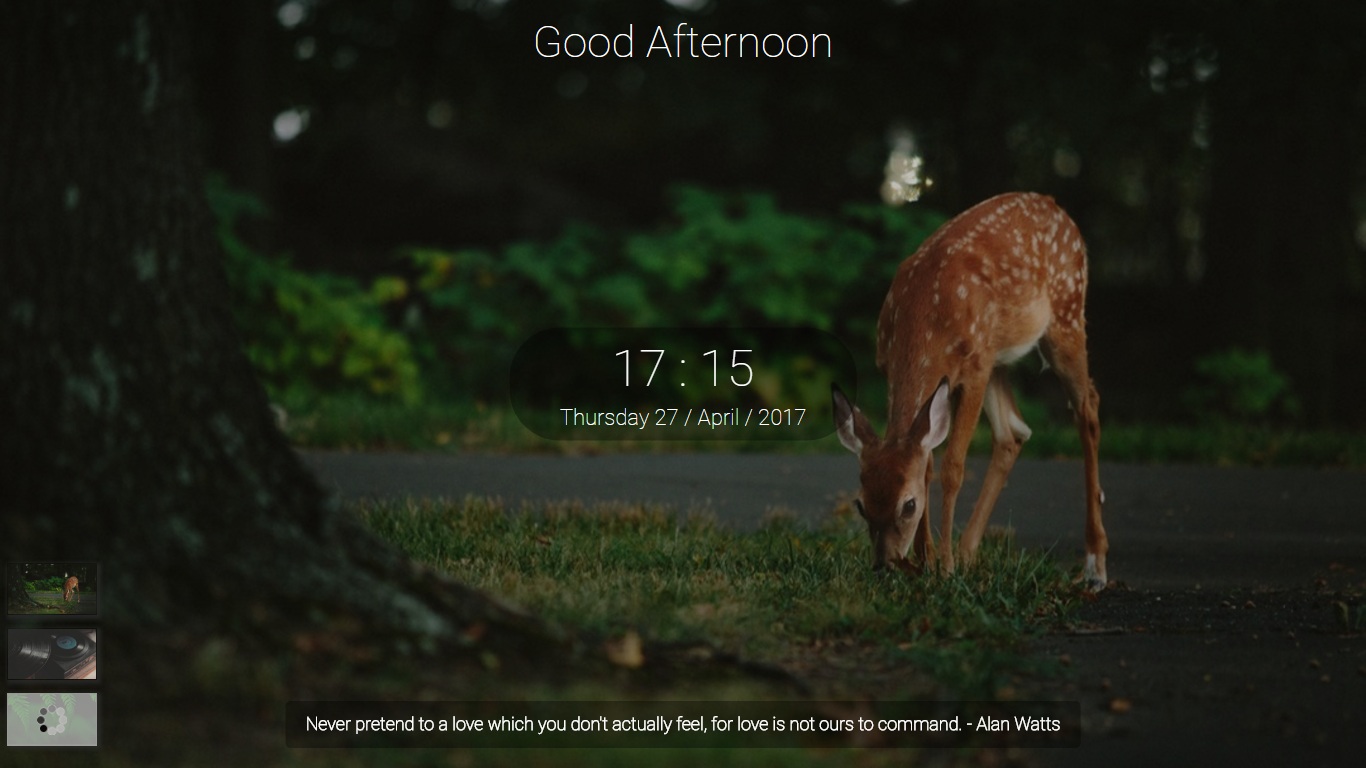 Good Afternoon
17 : 15
Thursday 27 / April / 2017
Never pretend to a love which you don't actually feel, for love is not ours to command. - Alan Watts